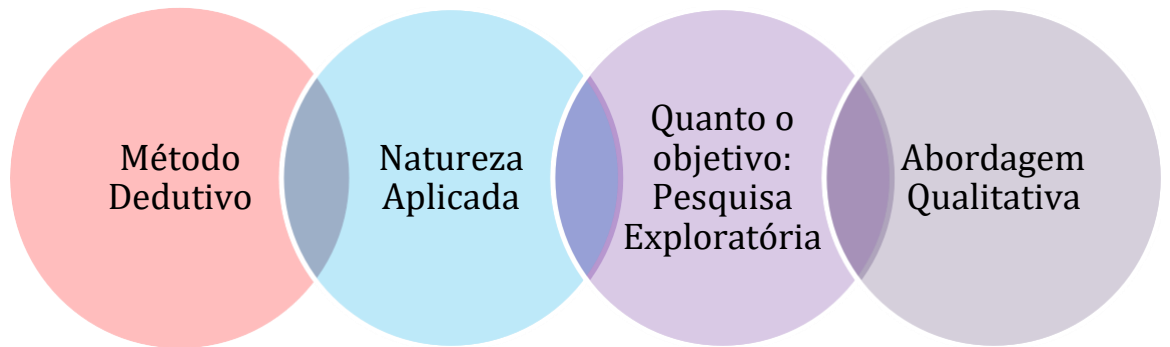 Método
Dedutivo
Natureza
Aplicada
Quanto o
objetivo:
Pesquisa
Exploratória
Abordagem
Qualitativa